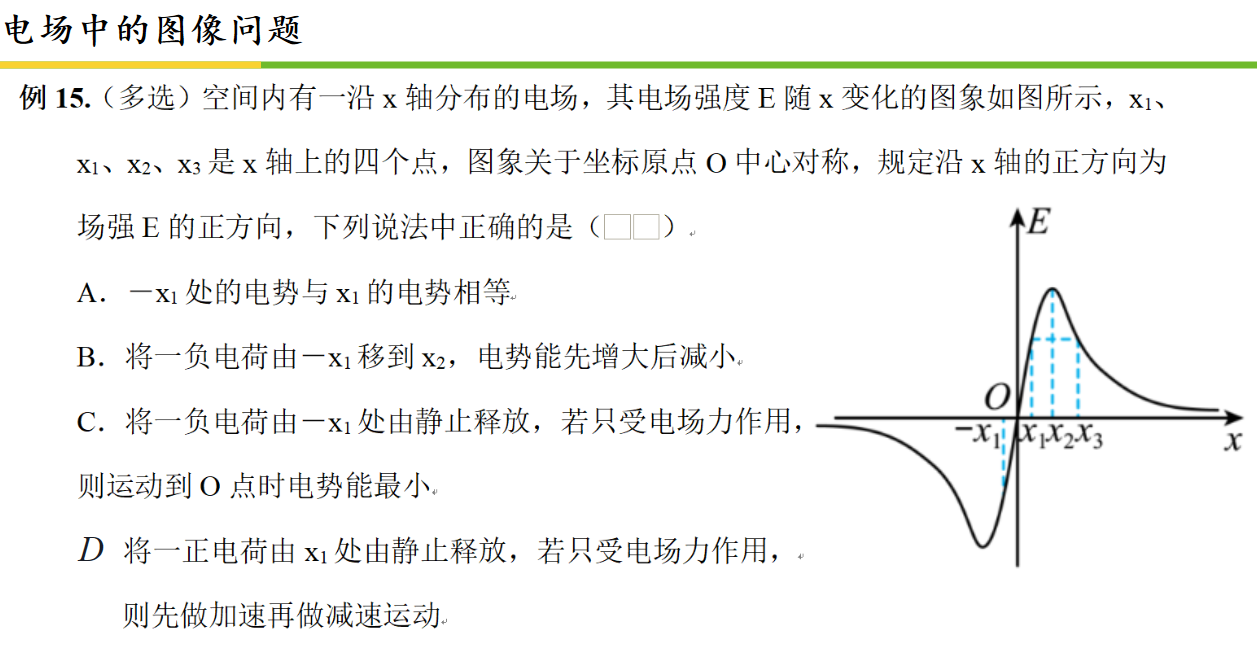 电场中的图像问题
例 15.（多选）空间内有一沿 x 轴分布的电场，其电场强度 E 随 x 变化的图象如图所示，x₁、
x₁、x₂、x₃ 是 x 轴上的四个点，图象关于坐标原点 O 中心对称，规定沿 x 轴的正方向为
场强 E 的正方向，下列说法中正确的是（□□）
A．－x₁ 处的电势与 x₁ 的电势相等
B．将一负电荷由－x₁ 移到 x₂，电势能先增大后减小
C．将一负电荷由－x₁ 处由静止释放，若只受电场力作用，
则运动到 O 点时电势能最小
D 将一正电荷由 x₁ 处由静止释放，若只受电场力作用，
则先做加速再做减速运动
E
O
−x₁ x₁ x₂ x₃
x